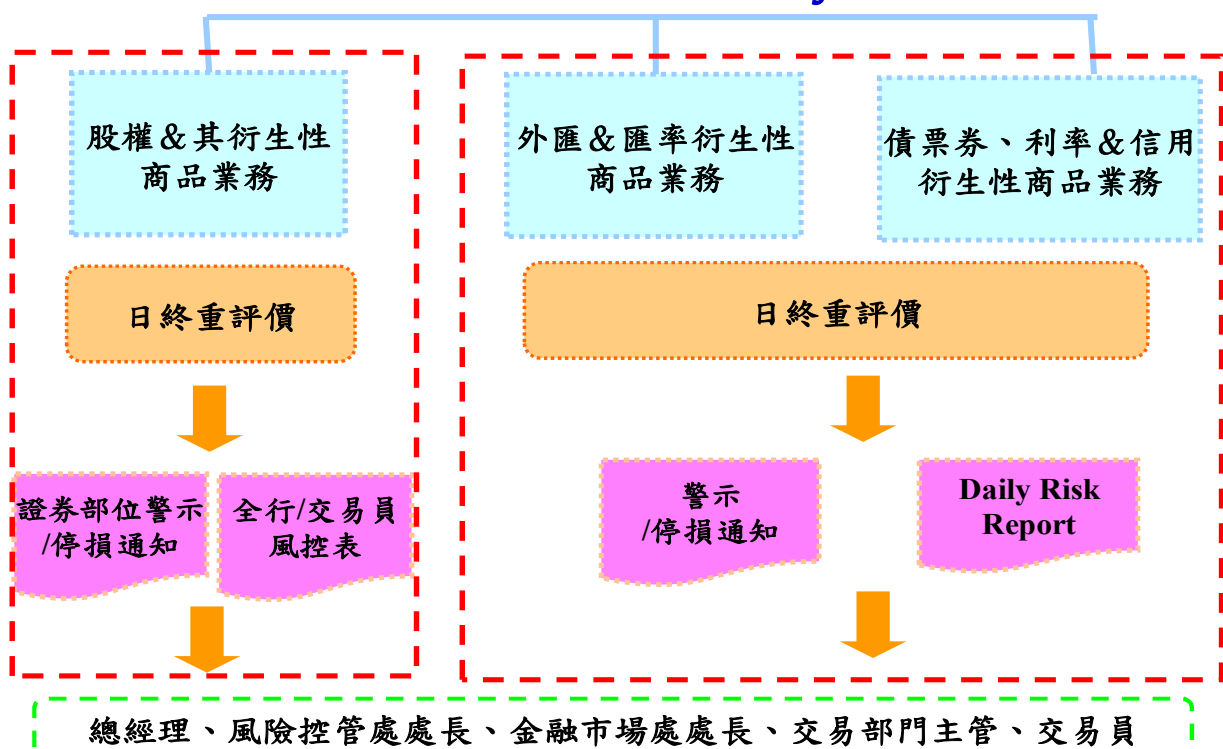 股權＆其衍生性
商品業務
外匯＆匯率衍生性
商品業務
債票券、利率＆信用
衍生性商品業務
日終重評價
日終重評價
證券部位警示
/停損通知
全行/交易員
風控表
警示
/停損通知
Daily Risk
Report
總經理、風險控管處處長、金融市場處處長、交易部門主管、交易員